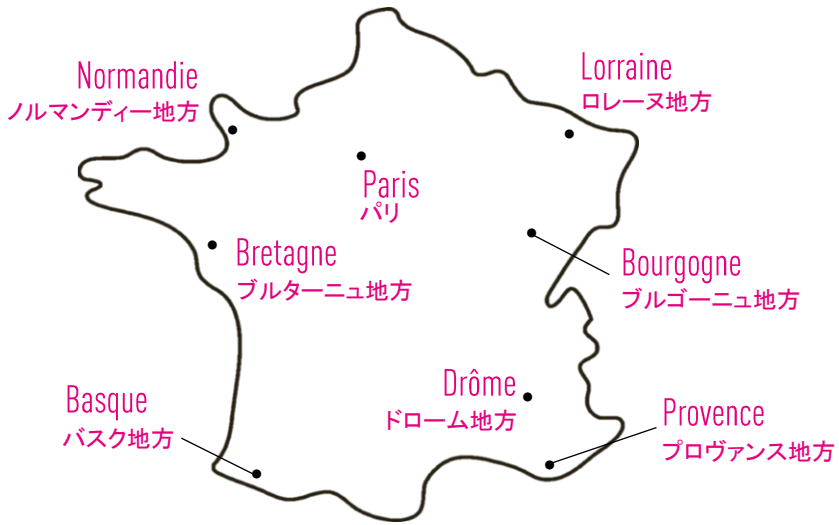 Normandie
ノルマンディー地方
Lorraine
ロレーヌ地方
Paris
パリ
Bretagne
ブルターニュ地方
Bourgogne
ブルゴーニュ地方
Drôme
ドローム地方
Basque
バスク地方
Provence
プロヴァンス地方